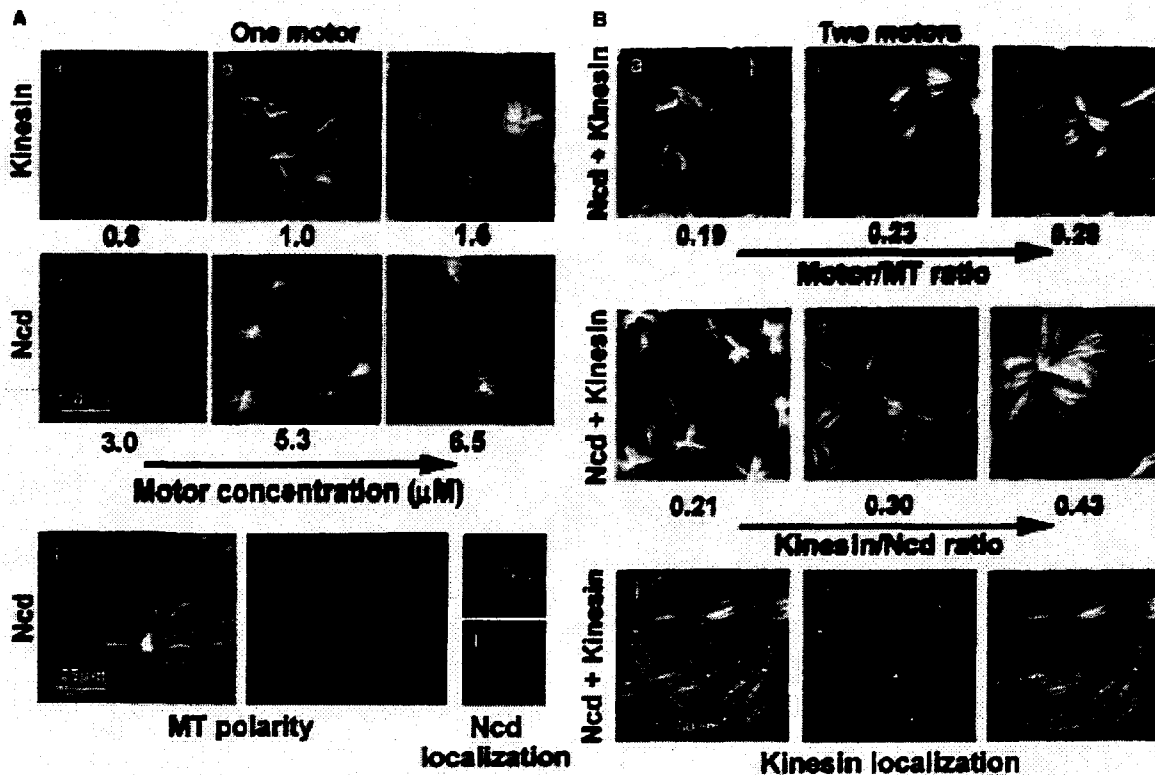 A
One motor
Kinesin
a
b
0.8
1.0
1.6
Ncd
3.0
5.3
6.5
Motor concentration (μM)
Ncd
MT polarity
Ncd
localization
B
Two motors
Ncd + Kinesin
a
0.19
0.23
0.28
Motor/MT ratio
Ncd + Kinesin
0.21
0.30
0.43
Kinesin/Ncd ratio
Ncd + Kinesin
Kinesin localization